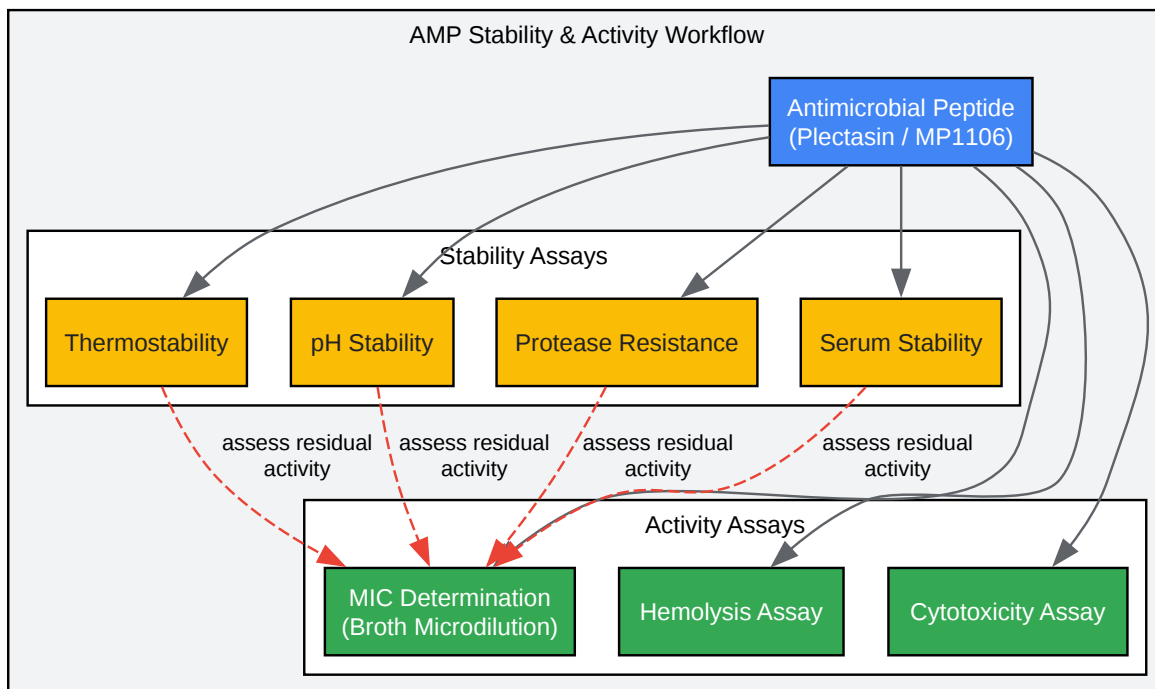 AMP Stability & Activity Workflow
Antimicrobial Peptide
(Plectasin / MP1106)
Stability Assays
Thermostability
pH Stability
Protease Resistance
Serum Stability
assess residual
activity
assess residual
activity
assess residual
activity
assess residual
activity
Activity Assays
MIC Determination
(Broth Microdilution)
Hemolysis Assay
Cytotoxicity Assay